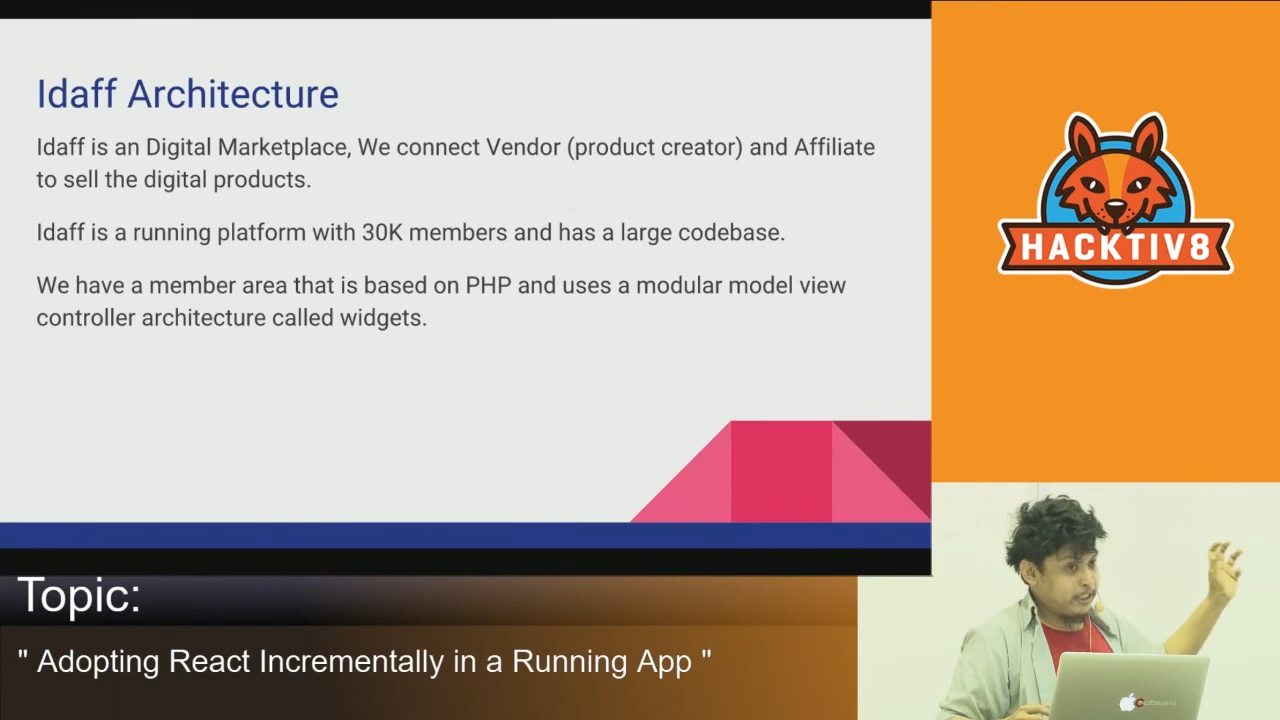 Idaff Architecture
Idaff is an Digital Marketplace, We connect Vendor (product creator) and Affiliate
to sell the digital products.
Idaff is a running platform with 30K members and has a large codebase.
We have a member area that is based on PHP and uses a modular model view
controller architecture called widgets.
HACKTIV8
Topic:
" Adopting React Incrementally in a Running App "